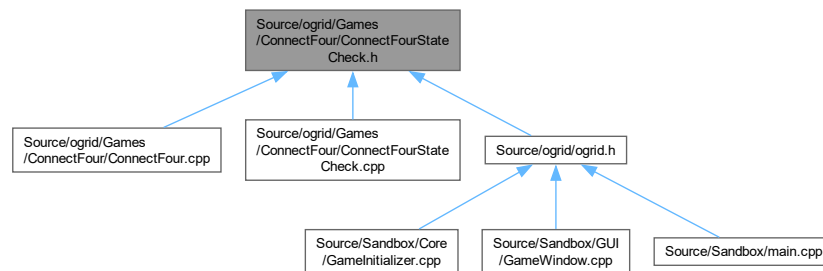 Source/ogrid/Games
/ConnectFour/ConnectFourState
Check.h
Source/ogrid/Games
/ConnectFour/ConnectFour.cpp
Source/ogrid/Games
/ConnectFour/ConnectFourState
Check.cpp
Source/ogrid/ogrid.h
Source/Sandbox/Core
/GameInitializer.cpp
Source/Sandbox/GUI
/GameWindow.cpp
Source/Sandbox/main.cpp